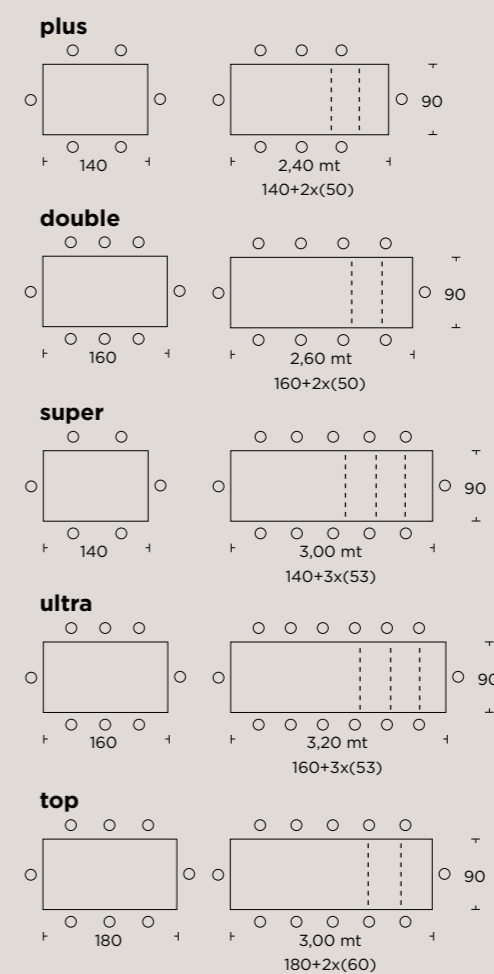 plus
90
140
2,40 mt
140+2x(50)
double
90
160
2,60 mt
160+2x(50)
super
90
140
3,00 mt
140+3x(53)
ultra
90
160
3,20 mt
160+3x(53)
top
90
180
3,00 mt
180+2x(60)